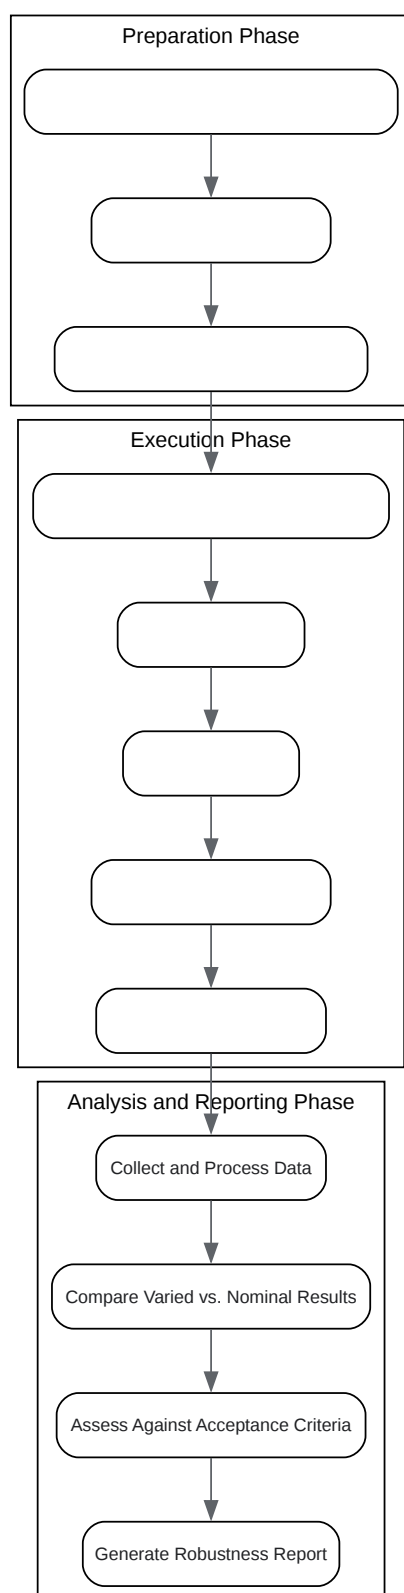 Preparation Phase
Execution Phase
Analysis and Reporting Phase
Collect and Process Data
Compare Varied vs. Nominal Results
Assess Against Acceptance Criteria
Generate Robustness Report